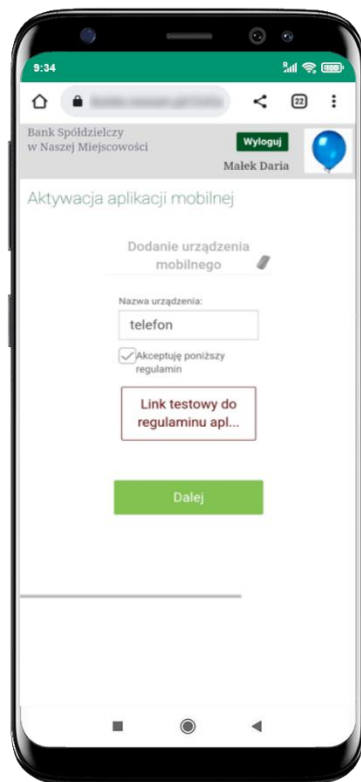 9:34
22
Bank Spółdzielczy
w Naszej Miejscowości
Wyloguj
Małek Daria
Aktywacja aplikacji mobilnej
Dodanie urządzenia
mobilnego
Nazwa urządzenia:
telefon
Akceptuję poniższy
regulamin
Link testowy do
regulaminu apl...
Dalej